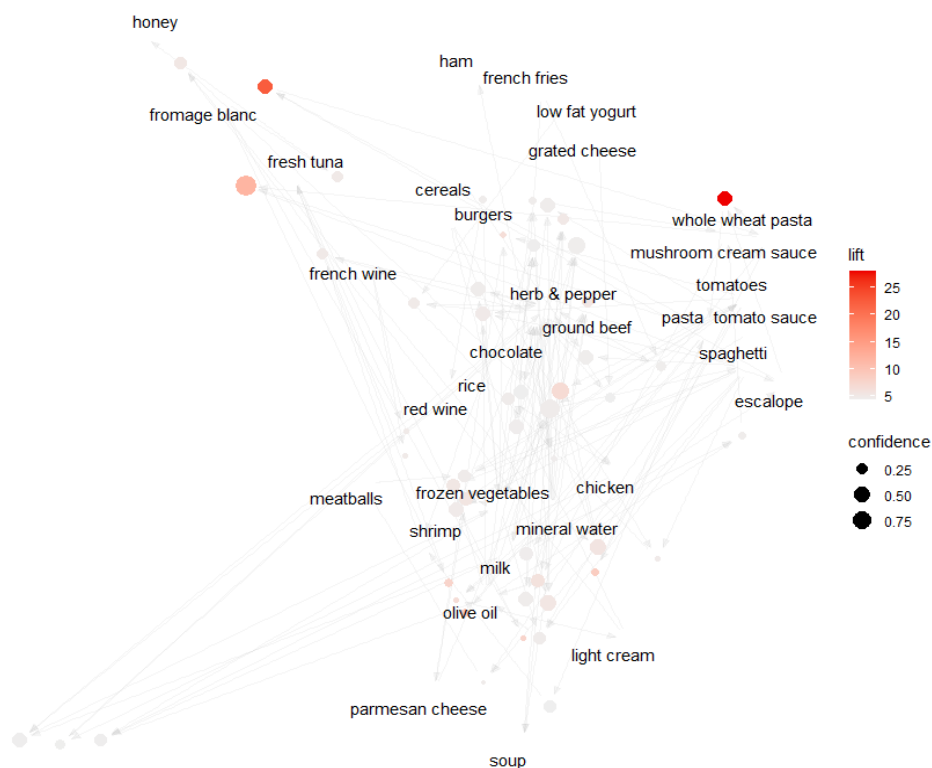 honey
ham
french fries
low fat yogurt
fromage blanc
grated cheese
fresh tuna
cereals
burgers
whole wheat pasta
mushroom cream sauce
french wine
tomatoes
herb & pepper
pasta tomato sauce
ground beef
chocolate
spaghetti
rice
red wine
escalope
meatballs
frozen vegetables
chicken
shrimp
mineral water
milk
olive oil
light cream
parmesan cheese
soup
lift
25
20
15
10
5
confidence
0.25
0.50
0.75